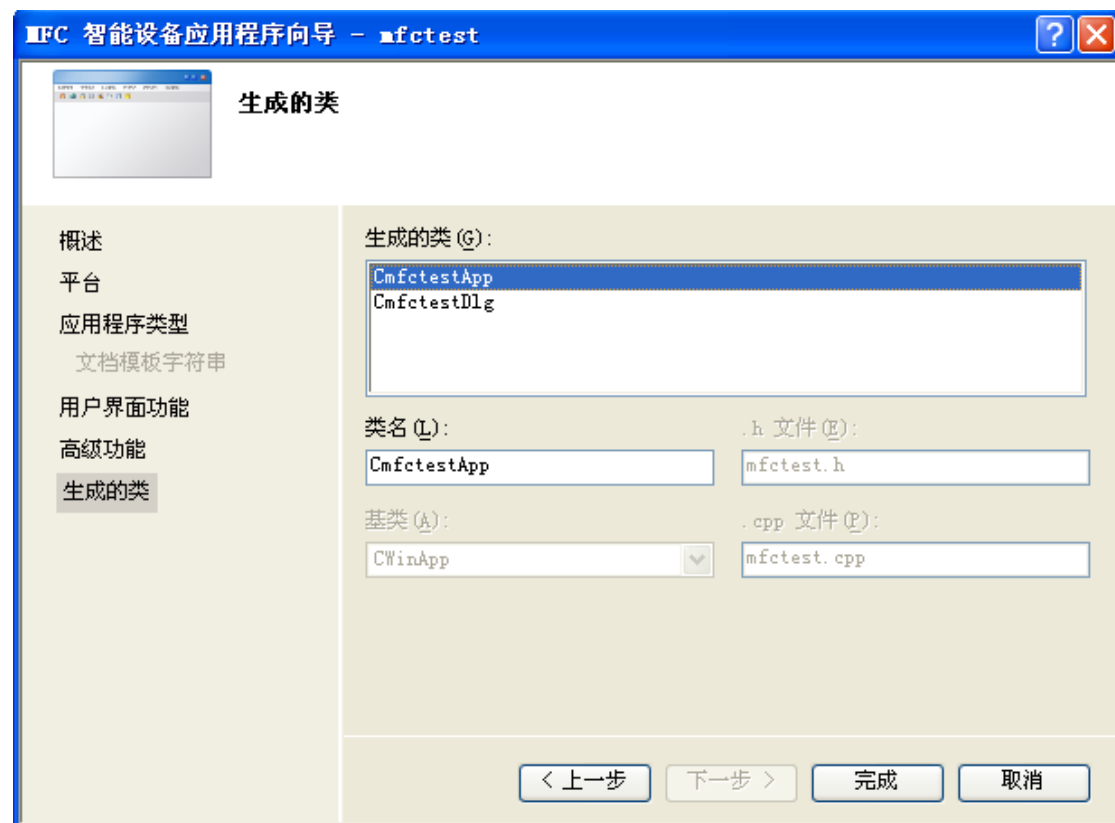 MFC 智能设备应用程序向导 - mfctest
生成的类
概述
平台
应用程序类型
文档模板字符串
用户界面功能
高级功能
生成的类
生成的类(G):
CmfctestApp
CmfctestDlg
类名(L):
.h 文件(E):
CmfctestApp
mfctest.h
基类(A):
.cpp 文件(P):
CWinApp
mfctest.cpp
< 上一步
下一步 >
完成
取消